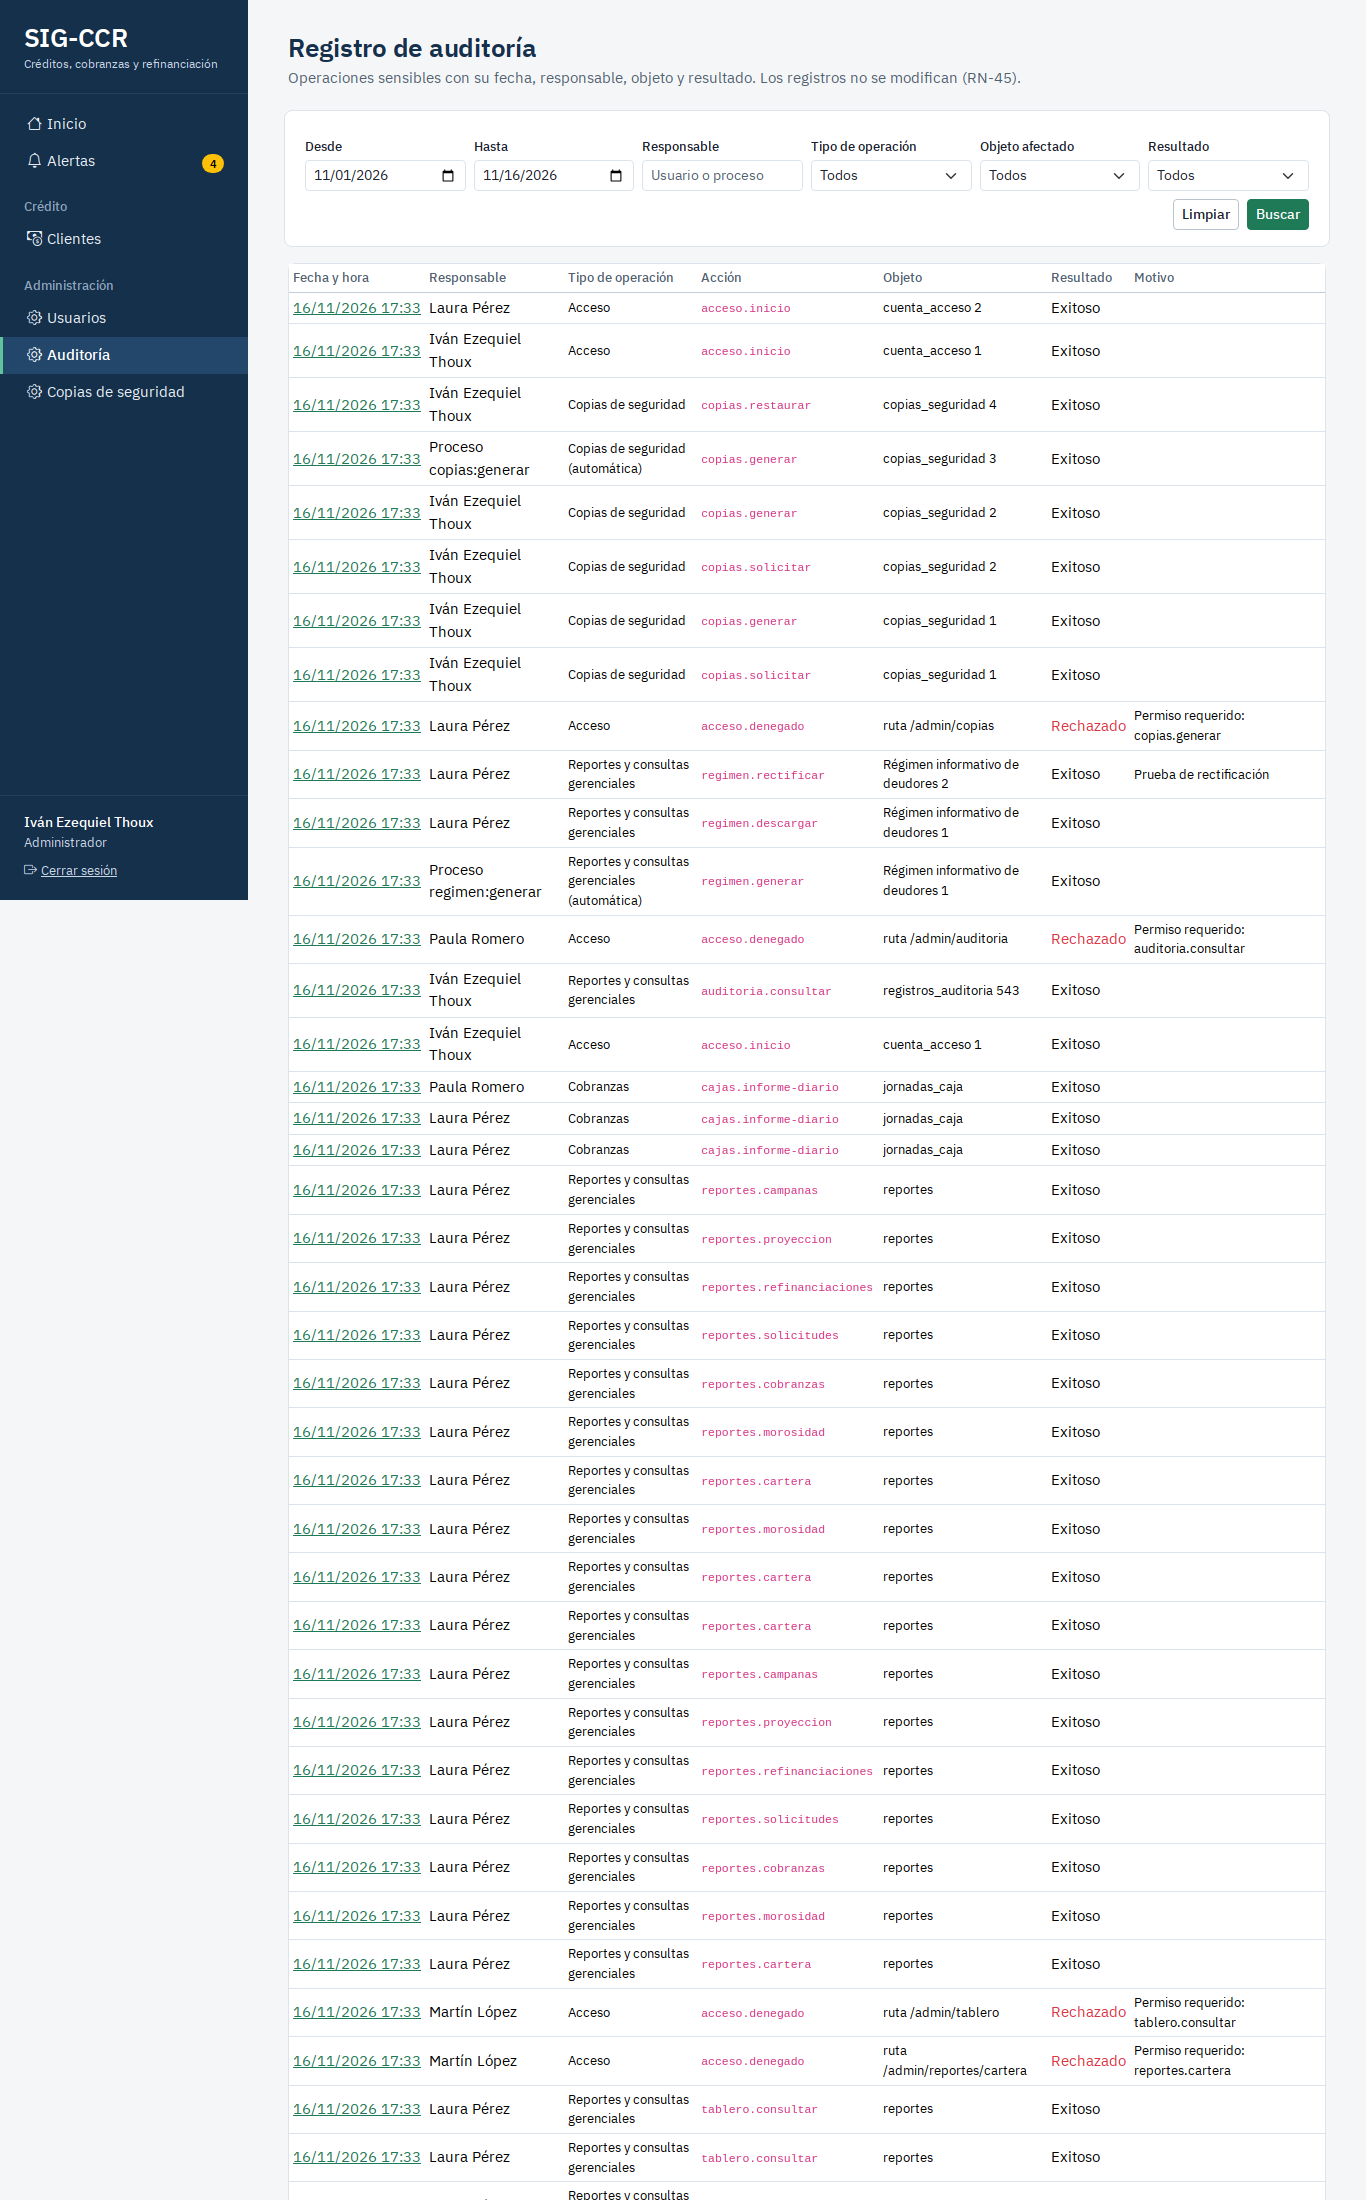 SIG-CCR
Créditos, cobranzas y refinanciación
Inicio
Alertas 4
Crédito
Clientes
Administración
Usuarios
Auditoría
Copias de seguridad
Iván Ezequiel Thoux
Administrador
Cerrar sesión
Registro de auditoría
Operaciones sensibles con su fecha, responsable, objeto y resultado. Los registros no se modifican (RN-45).
Desde Hasta Responsable Tipo de operación Objeto afectado Resultado
11/01/2026 11/16/2026 Usuario o proceso Todos Todos Todos
Limpiar Buscar
Fecha y hora Responsable Tipo de operación Acción Objeto Resultado Motivo
16/11/2026 17:33 Laura Pérez Acceso acceso.inicio cuenta_acceso 2 Exitoso
16/11/2026 17:33 Iván Ezequiel Thoux Acceso acceso.inicio cuenta_acceso 1 Exitoso
16/11/2026 17:33 Iván Ezequiel Thoux Copias de seguridad copias.restaurar copias_seguridad 4 Exitoso
16/11/2026 17:33 Proceso copias:generar Copias de seguridad (automática) copias.generar copias_seguridad 3 Exitoso
16/11/2026 17:33 Iván Ezequiel Thoux Copias de seguridad copias.generar copias_seguridad 2 Exitoso
16/11/2026 17:33 Iván Ezequiel Thoux Copias de seguridad copias.solicitar copias_seguridad 2 Exitoso
16/11/2026 17:33 Iván Ezequiel Thoux Copias de seguridad copias.generar copias_seguridad 1 Exitoso
16/11/2026 17:33 Iván Ezequiel Thoux Copias de seguridad copias.solicitar copias_seguridad 1 Exitoso
16/11/2026 17:33 Laura Pérez Acceso acceso.denegado ruta /admin/copias Rechazado Permiso requerido: copias.generar
16/11/2026 17:33 Laura Pérez Reportes y consultas gerenciales regimen.rectificar Régimen informativo de deudores 2 Exitoso Prueba de rectificación
16/11/2026 17:33 Laura Pérez Reportes y consultas gerenciales regimen.descargar Régimen informativo de deudores 1 Exitoso
16/11/2026 17:33 Proceso regimen:generar Reportes y consultas gerenciales (automática) regimen.generar Régimen informativo de deudores 1 Exitoso
16/11/2026 17:33 Paula Romero Acceso acceso.denegado ruta /admin/auditoria Rechazado Permiso requerido: auditoria.consultar
16/11/2026 17:33 Iván Ezequiel Thoux Reportes y consultas gerenciales auditoria.consultar registros_auditoria 543 Exitoso
16/11/2026 17:33 Iván Ezequiel Thoux Acceso acceso.inicio cuenta_acceso 1 Exitoso
16/11/2026 17:33 Paula Romero Cobranzas cajas.informe-diario jornadas_caja Exitoso
16/11/2026 17:33 Laura Pérez Cobranzas cajas.informe-diario jornadas_caja Exitoso
16/11/2026 17:33 Laura Pérez Cobranzas cajas.informe-diario jornadas_caja Exitoso
16/11/2026 17:33 Laura Pérez Reportes y consultas gerenciales reportes.campanas reportes Exitoso
16/11/2026 17:33 Laura Pérez Reportes y consultas gerenciales reportes.proyeccion reportes Exitoso
16/11/2026 17:33 Laura Pérez Reportes y consultas gerenciales reportes.refinanciaciones reportes Exitoso
16/11/2026 17:33 Laura Pérez Reportes y consultas gerenciales reportes.solicitudes reportes Exitoso
16/11/2026 17:33 Laura Pérez Reportes y consultas gerenciales reportes.cobranzas reportes Exitoso
16/11/2026 17:33 Laura Pérez Reportes y consultas gerenciales reportes.morosidad reportes Exitoso
16/11/2026 17:33 Laura Pérez Reportes y consultas gerenciales reportes.cartera reportes Exitoso
16/11/2026 17:33 Laura Pérez Reportes y consultas gerenciales reportes.morosidad reportes Exitoso
16/11/2026 17:33 Laura Pérez Reportes y consultas gerenciales reportes.cartera reportes Exitoso
16/11/2026 17:33 Laura Pérez Reportes y consultas gerenciales reportes.cartera reportes Exitoso
16/11/2026 17:33 Laura Pérez Reportes y consultas gerenciales reportes.campanas reportes Exitoso
16/11/2026 17:33 Laura Pérez Reportes y consultas gerenciales reportes.proyeccion reportes Exitoso
16/11/2026 17:33 Laura Pérez Reportes y consultas gerenciales reportes.refinanciaciones reportes Exitoso
16/11/2026 17:33 Laura Pérez Reportes y consultas gerenciales reportes.solicitudes reportes Exitoso
16/11/2026 17:33 Laura Pérez Reportes y consultas gerenciales reportes.cobranzas reportes Exitoso
16/11/2026 17:33 Laura Pérez Reportes y consultas gerenciales reportes.morosidad reportes Exitoso
16/11/2026 17:33 Laura Pérez Reportes y consultas gerenciales reportes.cartera reportes Exitoso
16/11/2026 17:33 Martín López Acceso acceso.denegado ruta /admin/tablero Rechazado Permiso requerido: tablero.consultar
16/11/2026 17:33 Martín López Acceso acceso.denegado ruta /admin/reportes/cartera Rechazado Permiso requerido: reportes.cartera
16/11/2026 17:33 Laura Pérez Reportes y consultas gerenciales tablero.consultar reportes Exitoso
16/11/2026 17:33 Laura Pérez Reportes y consultas gerenciales tablero.consultar reportes Exitoso
Reportes y consultas